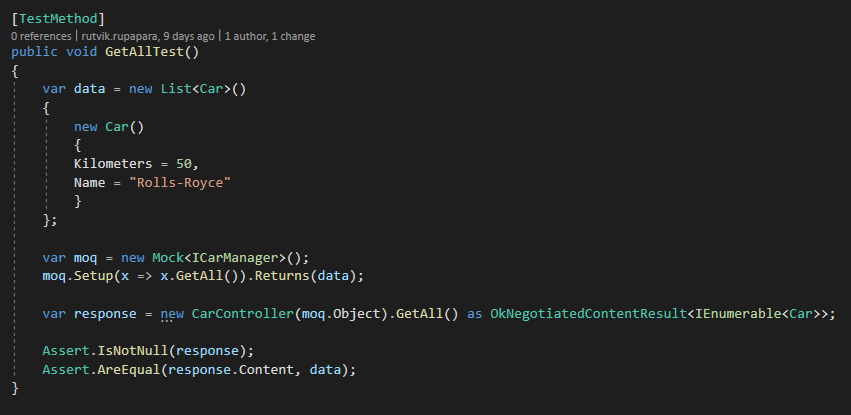 [TestMethod]
0 references | rutvik.rupapara, 9 days ago | 1 author, 1 change
public void GetAllTest()
{
    var data = new List<Car>()
    {
        new Car()
        {
        Kilometers = 50,
        Name = "Rolls-Royce"
        }
    };

    var moq = new Mock<ICarManager>();
    moq.Setup(x => x.GetAll()).Returns(data);

    var response = new CarController(moq.Object).GetAll() as OkNegotiatedContentResult<IEnumerable<Car>>;

    Assert.IsNotNull(response);
    Assert.AreEqual(response.Content, data);
}